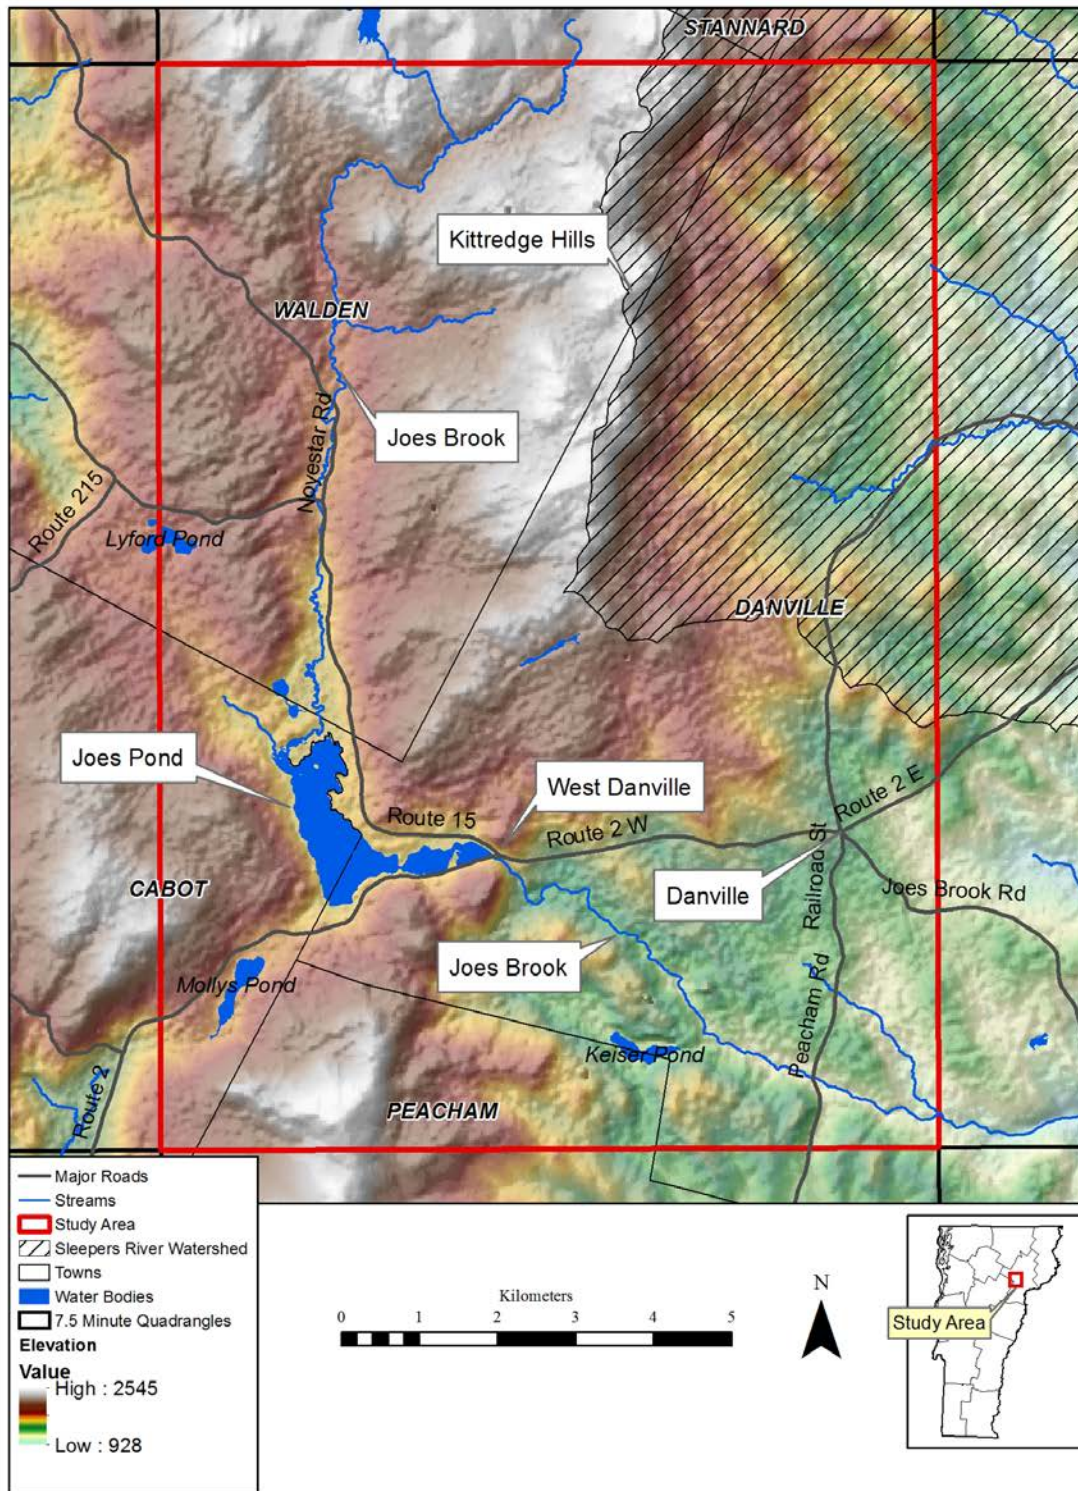 STANNARD
Kittredge Hills
WALDEN
Joes Brook
Novestar Rd
Route 215
Lyford Pond
DANVILLE
Joes Pond
West Danville
Route 15
Route 2 W
Route 2 E
Railroad St
CABOT
Danville
Joes Brook Rd
Joes Brook
Mollys Pond
Peacham Rd
Keiser Pond
Route 2
PEACHAM
Major Roads
Streams
Study Area
Sleepers River Watershed
Towns
Water Bodies
7.5 Minute Quadrangles
Elevation
Value
High : 2545
Low : 928
Kilometers
0 1 2 3 4 5
N
Study Area